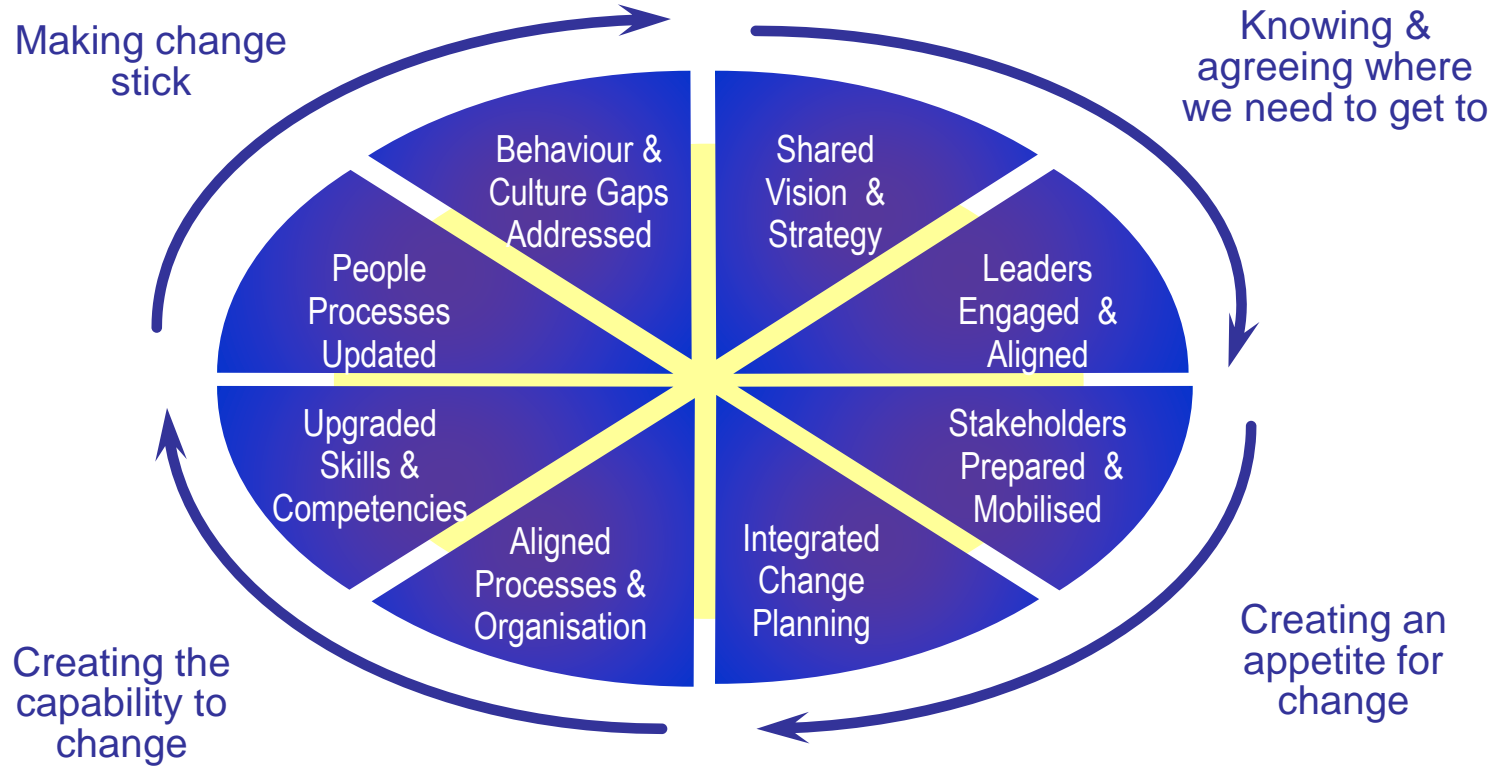 Making change
stick
Knowing &
agreeing where
we need to get to
Behaviour &
Culture Gaps
Addressed
Shared
Vision &
Strategy
People
Processes
Updated
Leaders
Engaged &
Aligned
Upgraded
Skills &
Competencies
Stakeholders
Prepared &
Mobilised
Aligned
Processes &
Organisation
Integrated
Change
Planning
Creating the
capability to
change
Creating an
appetite for
change